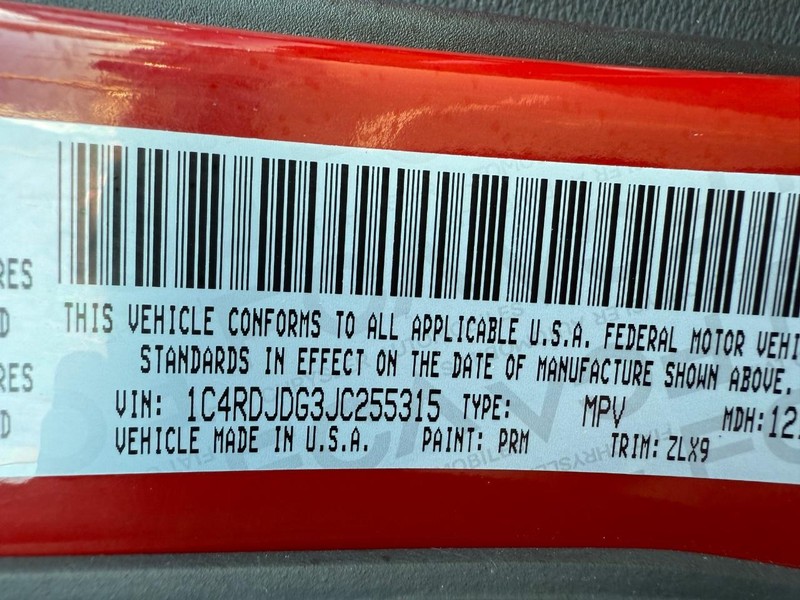 THIS VEHICLE CONFORMS TO ALL APPLICABLE U.S.A. FEDERAL MOTOR VEHI
RES
D
STANDARDS IN EFFECT ON THE DATE OF MANUFACTURE SHOWN ABOVE.
RES
VIN: 1C4RDJDG3JC255315 TYPE: MPV MDH:12
D
VEHICLE MADE IN U.S.A. PAINT: PRM TRIM: ZLX9